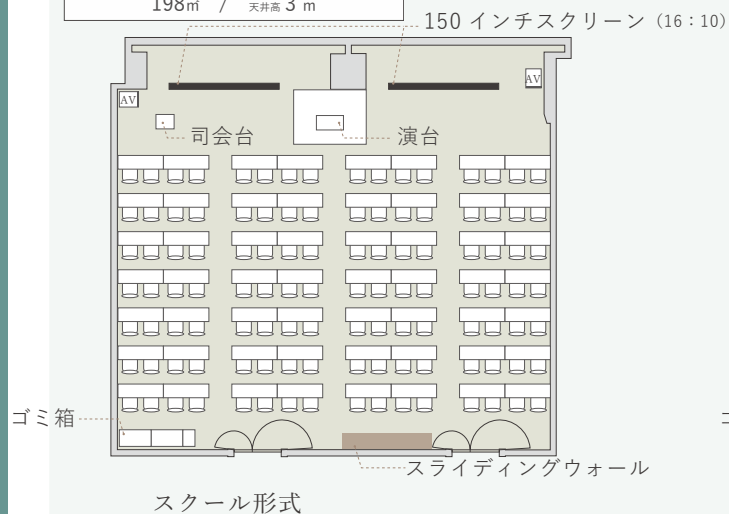 198㎡ / 天井高 3 m
150 インチスクリーン（16：10）
AV
AV
司会台
演台
ゴミ箱
スライディングウォール
スクール形式